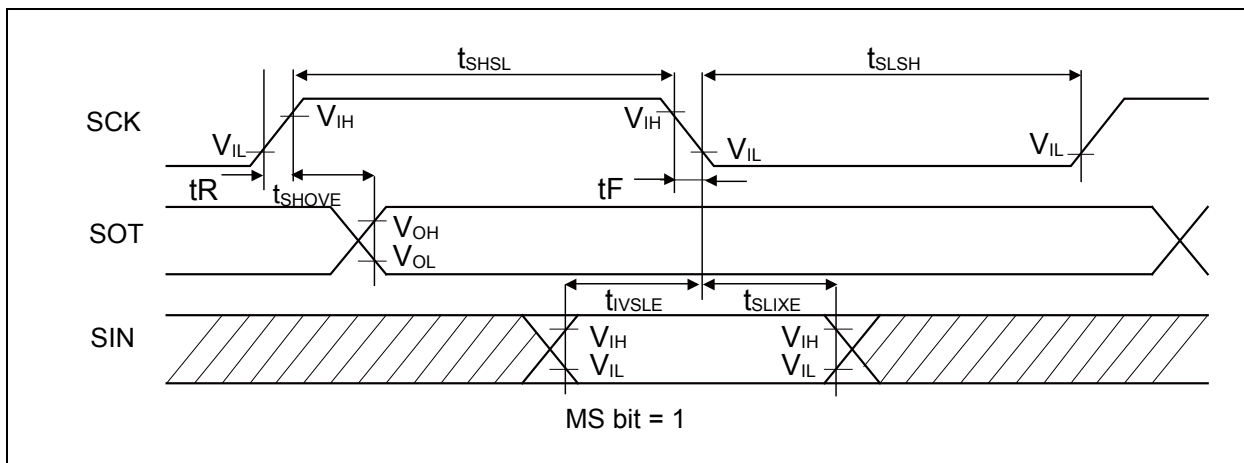 tSHSL
tSLSH
SCK
VIH
VIH
VIL
VIL
VIL
tR
tSHOVE
tF
SOT
VOH
VOL
tIVSLE
tSLIXE
SIN
VIH
VIH
VIL
VIL
MS bit = 1